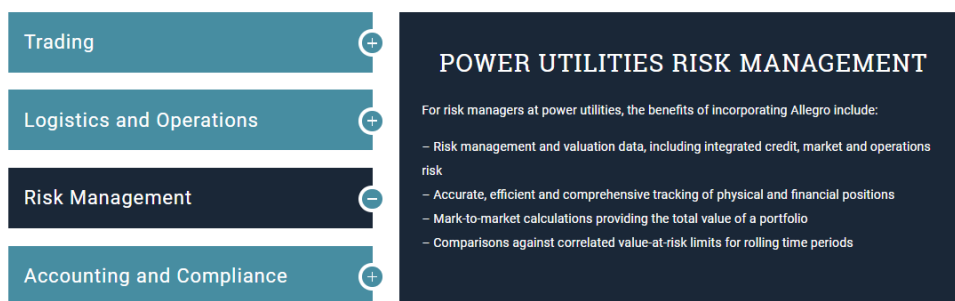 Trading
Logistics and Operations
Risk Management
Accounting and Compliance
POWER UTILITIES RISK MANAGEMENT
For risk managers at power utilities, the benefits of incorporating Allegro include:
– Risk management and valuation data, including integrated credit, market and operations
risk
– Accurate, efficient and comprehensive tracking of physical and financial positions
– Mark-to-market calculations providing the total value of a portfolio
– Comparisons against correlated value-at-risk limits for rolling time periods